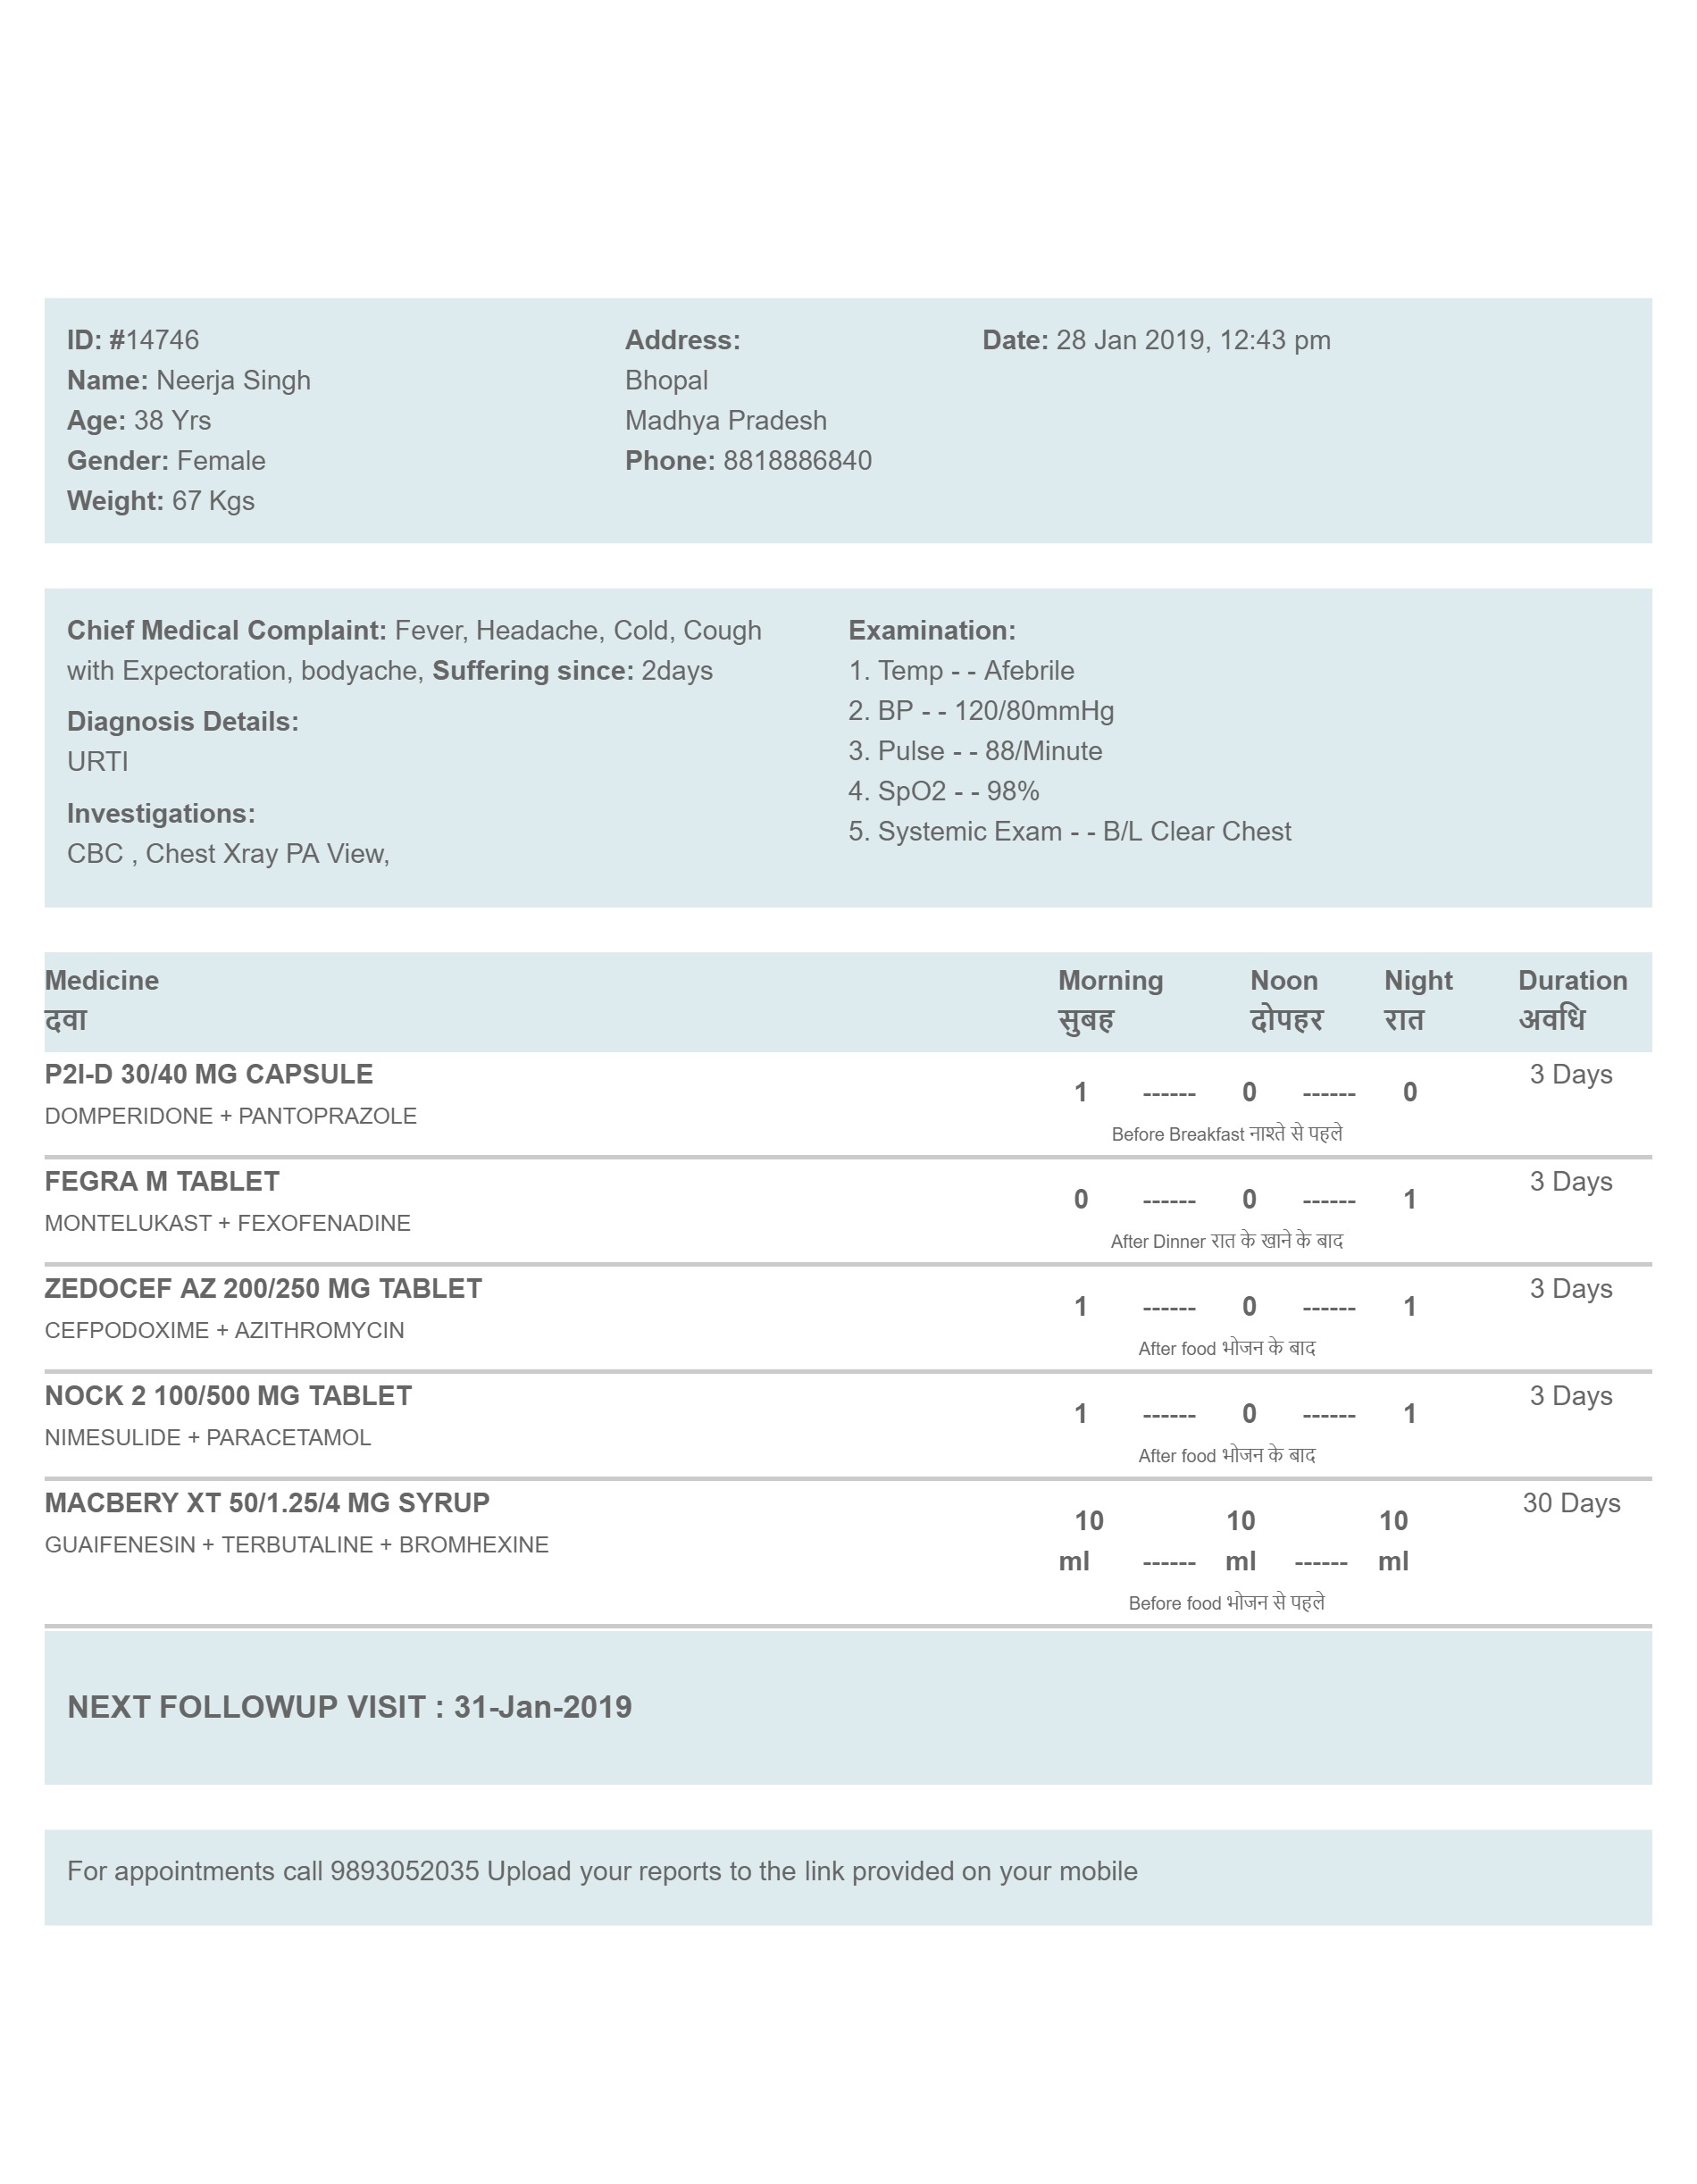 ID: #14746
Name: Neerja Singh
Age: 38 Yrs
Gender: Female
Weight: 67 Kgs
Address:
Bhopal
Madhya Pradesh
Phone: 8818886840
Date: 28 Jan 2019, 12:43 pm
Chief Medical Complaint: Fever, Headache, Cold, Cough
with Expectoration, bodyache, Suffering since: 2days
Diagnosis Details:
URTI
Investigations:
CBC , Chest Xray PA View,
Examination:
1. Temp - - Afebrile
2. BP - - 120/80mmHg
3. Pulse - - 88/Minute
4. SpO2 - - 98%
5. Systemic Exam - - B/L Clear Chest
Medicine Morning Noon Night Duration
दवा सुबह दोपहर रात अवधि
P2I-D 30/40 MG CAPSULE 3 Days
1 ------ 0 ------ 0
DOMPERIDONE + PANTOPRAZOLE
Before Breakfast नाश्ते से पहले
FEGRA M TABLET 3 Days
0 ------ 0 ------ 1
MONTELUKAST + FEXOFENADINE
After Dinner रात के खाने के बाद
ZEDOCEF AZ 200/250 MG TABLET 3 Days
1 ------ 0 ------ 1
CEFPODOXIME + AZITHROMYCIN
After food भोजन के बाद
NOCK 2 100/500 MG TABLET 3 Days
1 ------ 0 ------ 1
NIMESULIDE + PARACETAMOL
After food भोजन के बाद
MACBERY XT 50/1.25/4 MG SYRUP 30 Days
10 10 10
GUAIFENESIN + TERBUTALINE + BROMHEXINE
ml ------ ml ------ ml
Before food भोजन से पहले
NEXT FOLLOWUP VISIT : 31-Jan-2019
For appointments call 9893052035 Upload your reports to the link provided on your mobile